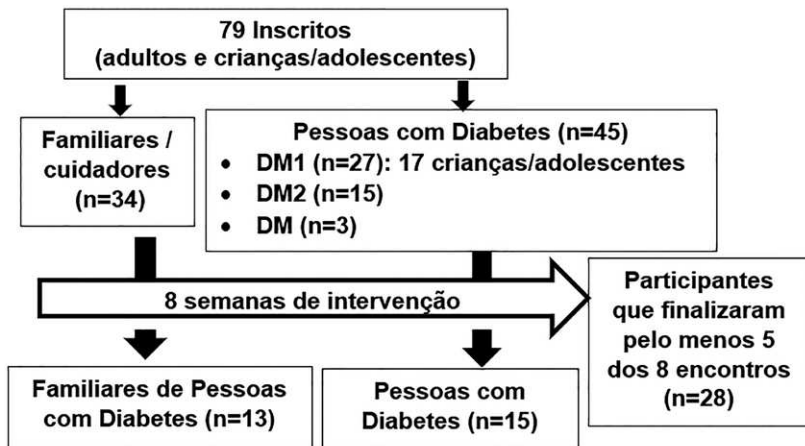 79 Inscritos
(adultos e crianças/adolescentes)
Familiares /
cuidadores
(n=34)
Pessoas com Diabetes (n=45)
• DM1 (n=27): 17 crianças/adolescentes
• DM2 (n=15)
• DM (n=3)
8 semanas de intervenção
Participantes
que finalizaram
pelo menos 5
dos 8 encontros
(n=28)
Familiares de Pessoas
com Diabetes (n=13)
Pessoas com
Diabetes (n=15)